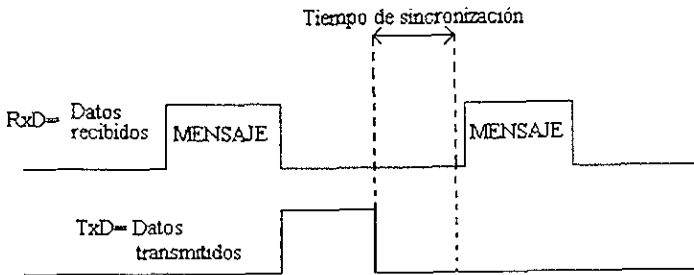 Tiempo de sincronización
RxD= Datos
recibidos
MENSAJE
MENSAJE
TxD= Datos
transmitidos